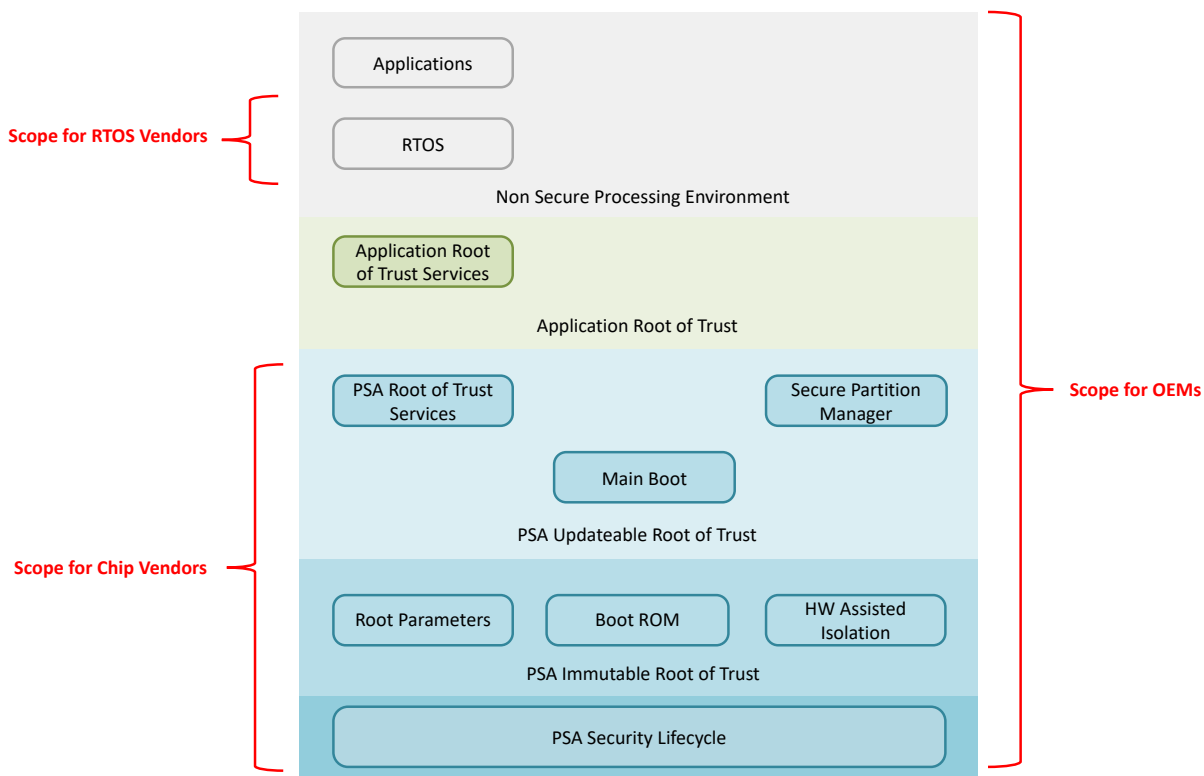 Applications
Scope for RTOS Vendors
RTOS
Non Secure Processing Environment
Application Root
of Trust Services
Application Root of Trust
PSA Root of Trust
Services
Secure Partition
Manager
Scope for OEMs
Main Boot
PSA Updateable Root of Trust
Scope for Chip Vendors
Root Parameters
Boot ROM
HW Assisted
Isolation
PSA Immutable Root of Trust
PSA Security Lifecycle